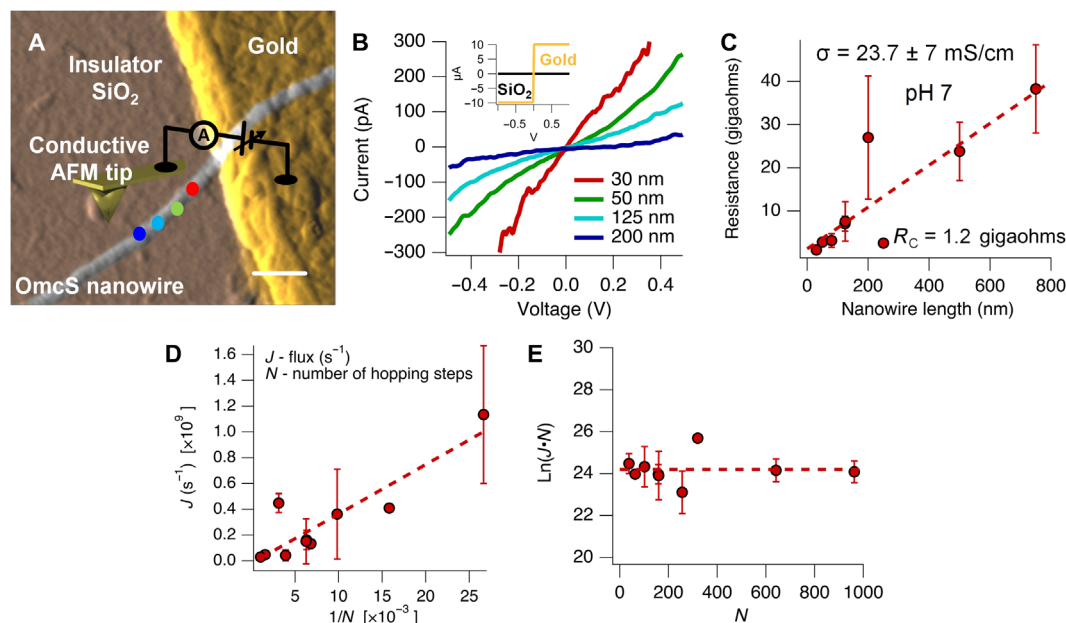 A
Insulator
SiO₂
Gold
A
Conductive
AFM tip
OmcS nanowire
B
300
200
100
0
−100
−200
−300
Current (pA)
−0.4
−0.2
0.0
0.2
0.4
Voltage (V)
10
5
0
−5
−10
µA
Gold
SiO₂
−0.5
0.5
V
30 nm
50 nm
125 nm
200 nm
C
σ = 23.7 ± 7 mS/cm
pH 7
40
30
20
10
Resistance (gigaohms)
R_C = 1.2 gigaohms
0
200
400
600
800
Nanowire length (nm)
D
J - flux (s⁻¹)
N - number of hopping steps
1.6
1.4
1.2
1.0
0.8
0.6
0.4
0.2
0.0
J (s⁻¹) [×10⁹]
5
10
15
20
25
1/N [×10⁻³]
E
30
28
26
24
22
20
Ln(J•N)
0
200
400
600
800
1000
N